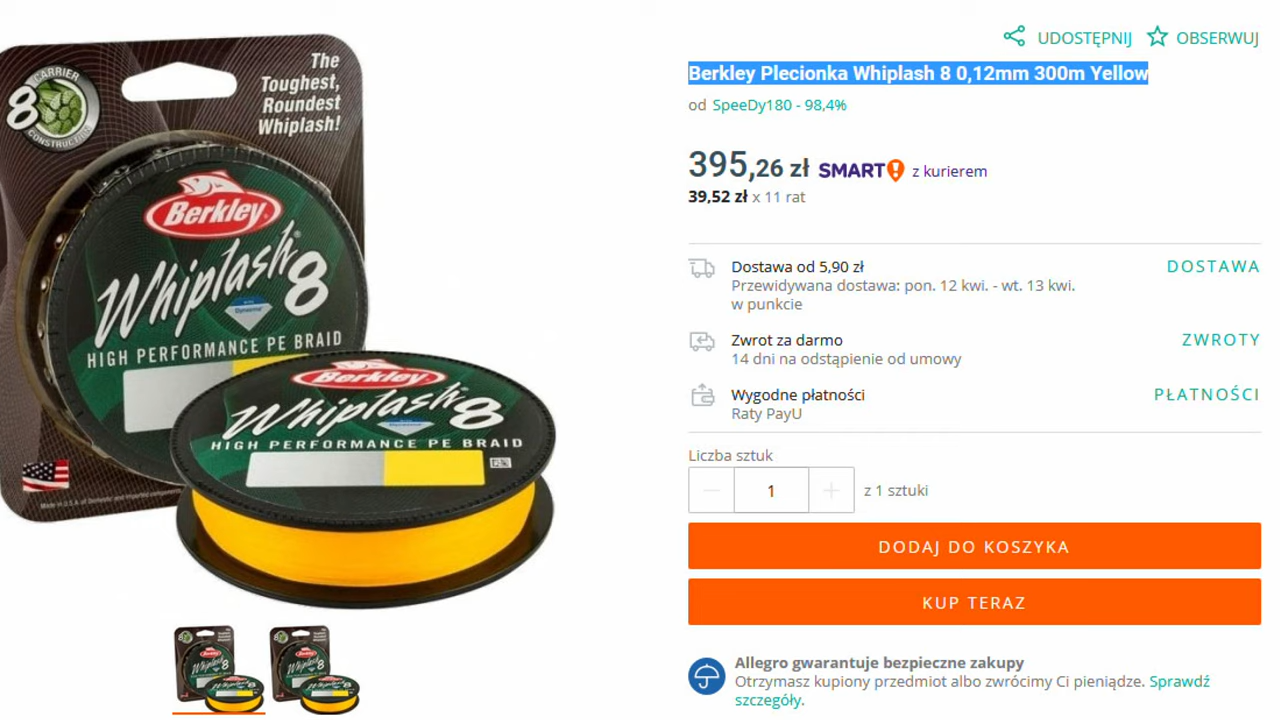 UDOSTĘPNIJ OBSERWUJ
Berkley Plecionka Whiplash 8 0,12mm 300m Yellow
od SpeeDy180 - 98,4%
395,26 zł SMART! z kurierem
39,52 zł x 11 rat
Dostawa od 5,90 zł DOSTAWA
Przewidywana dostawa: pon. 12 kwi. - wt. 13 kwi.
w punkcie
Zwrot za darmo ZWROTY
14 dni na odstąpienie od umowy
Wygodne płatności PŁATNOŚCI
Raty PayU
Liczba sztuk
1 z 1 sztuki
DODAJ DO KOSZYKA
KUP TERAZ
Allegro gwarantuje bezpieczne zakupy
Otrzymasz kupiony przedmiot albo zwrócimy Ci pieniądze. Sprawdź
szczegóły.
8 CARRIER
CONSTRUCTION
The
Toughest,
Roundest
Whiplash!
Berkley
Whiplash 8
HIGH PERFORMANCE PE BRAID
Berkley
Whiplash 8
HIGH PERFORMANCE PE BRAID